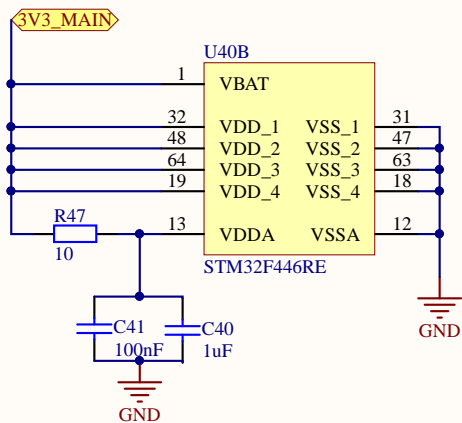 3V3_MAIN
U40B
1 VBAT
32 VDD_1 VSS_1 31
48 VDD_2 VSS_2 47
64 VDD_3 VSS_3 63
19 VDD_4 VSS_4 18
R47
10
13 VDDA VSSA 12
STM32F446RE
C41
100nF
C40
1uF
GND
GND